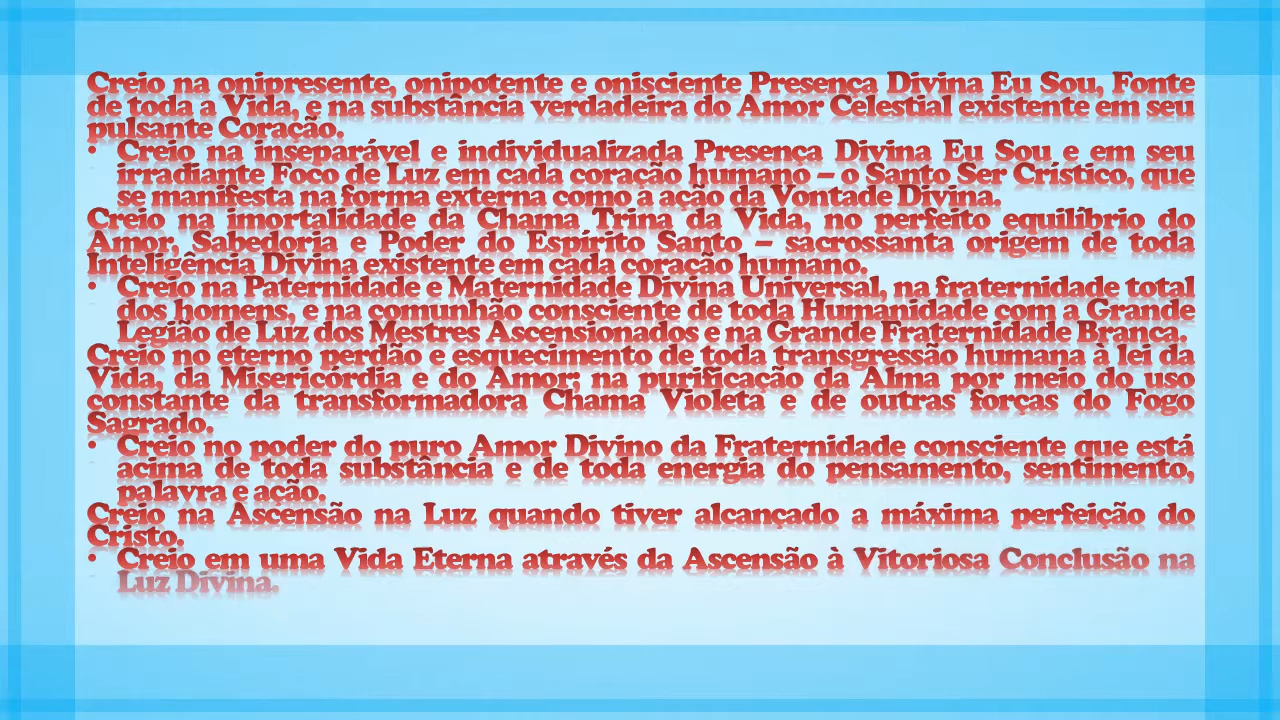 Creio na onipresente, onipotente e onisciente Presença Divina Eu Sou, Fonte
de toda a Vida, e na substância verdadeira do Amor Celestial existente em seu
pulsante Coração.
• Creio na inseparável e individualizada Presença Divina Eu Sou e em seu
irradiante Foco de Luz em cada coração humano – o Santo Ser Crístico, que
se manifesta na forma externa como a ação da Vontade Divina.
Creio na imortalidade da Chama Trina da Vida, no perfeito equilíbrio do
Amor, Sabedoria e Poder do Espírito Santo – sacrossanta origem de toda
Inteligência Divina existente em cada coração humano.
• Creio na Paternidade e Maternidade Divina Universal, na fraternidade total
dos homens, e na comunhão consciente de toda Humanidade com a Grande
Legião de Luz dos Mestres Ascensionados e na Grande Fraternidade Branca.
Creio no eterno perdão e esquecimento de toda transgressão humana à lei da
Vida, da Misericórdia e do Amor; na purificação da Alma por meio do uso
constante da transformadora Chama Violeta e de outras forças do Fogo
Sagrado.
• Creio no poder do puro Amor Divino da Fraternidade consciente que está
acima de toda substância e de toda energia do pensamento, sentimento,
palavra e ação.
Creio na Ascensão na Luz quando tiver alcançado a máxima perfeição do
Cristo.
• Creio em uma Vida Eterna através da Ascensão à Vitoriosa Conclusão na
Luz Divina.